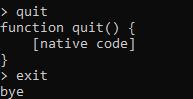 > quit
function quit() {
    [native code]
}
> exit
bye